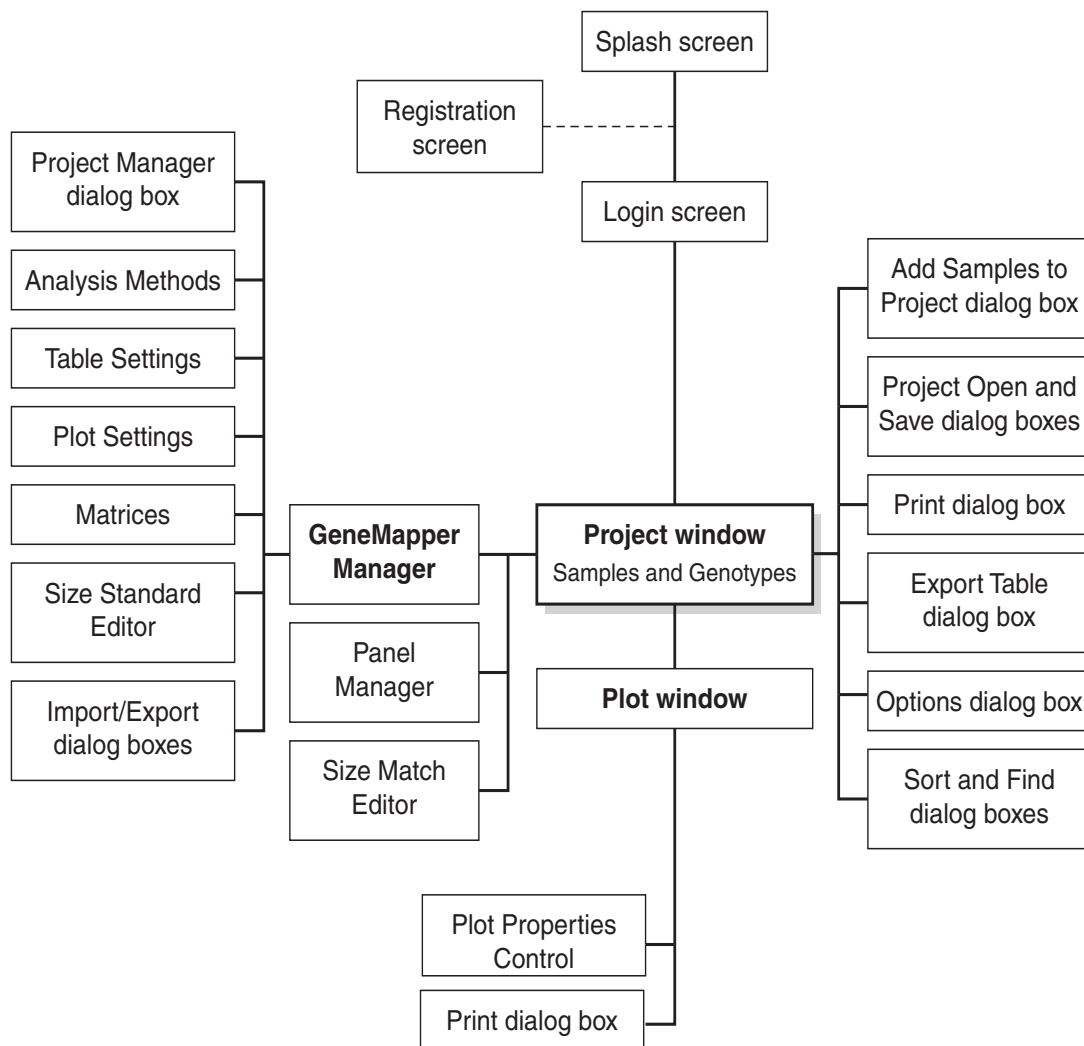 Splash screen
Registration
screen
Login screen
Project Manager
dialog box
Analysis Methods
Table Settings
Plot Settings
Matrices
Size Standard
Editor
Import/Export
dialog boxes
GeneMapper
Manager
Panel
Manager
Size Match
Editor
Project window
Samples and Genotypes
Plot window
Plot Properties
Control
Print dialog box
Add Samples to
Project dialog box
Project Open and
Save dialog boxes
Print dialog box
Export Table
dialog box
Options dialog box
Sort and Find
dialog boxes